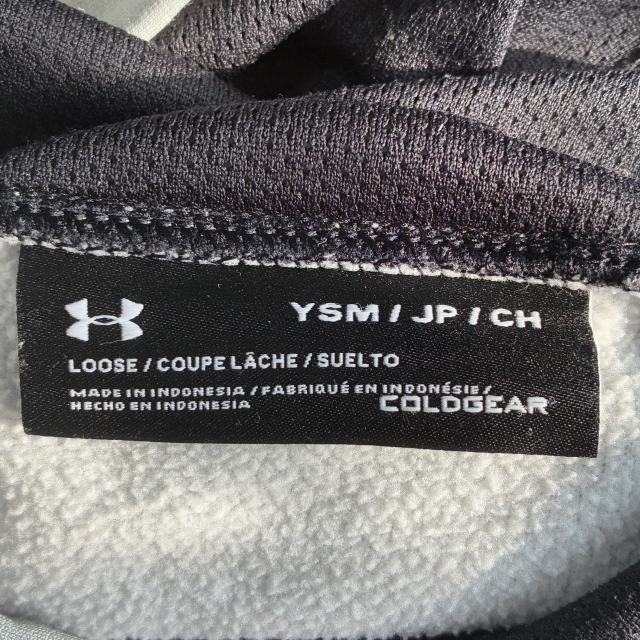 YSM / JP / CH
LOOSE / COUPE LÂCHE / SUELTO
MADE IN INDONESIA / FABRIQUÉ EN INDONÉSIE /
HECHO EN INDONESIA
COLDGEAR